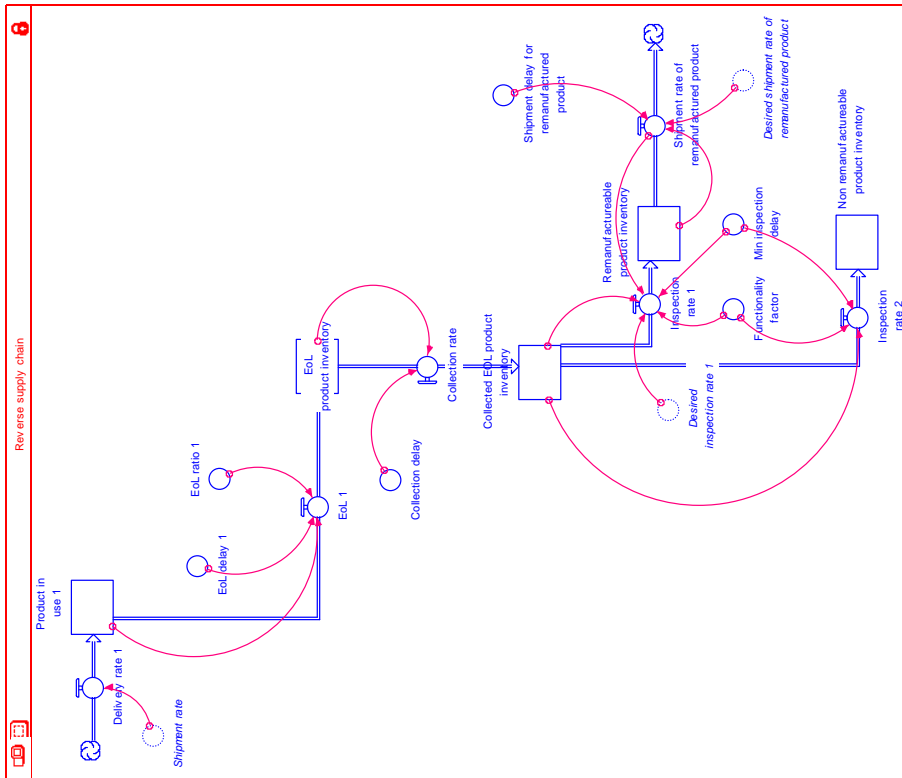 Reverse supply chain
Product in
use 1
Delivery rate 1
Shipment rate
EoL ratio 1
EoL delay 1
EoL 1
EoL
product inventory
Collection rate
Collection delay
Collected EOL product
inventory
Shipment delay for
remanufactured
product
Shipment rate of
remanufactured product
Desired shipment rate of
remanufactured product
Remanufactureable
product inventory
Inspection
rate 1
Desired
inspection rate 1
Min inspection
delay
Functionality
factor
Non remanufactureable
product inventory
Inspection
rate 2